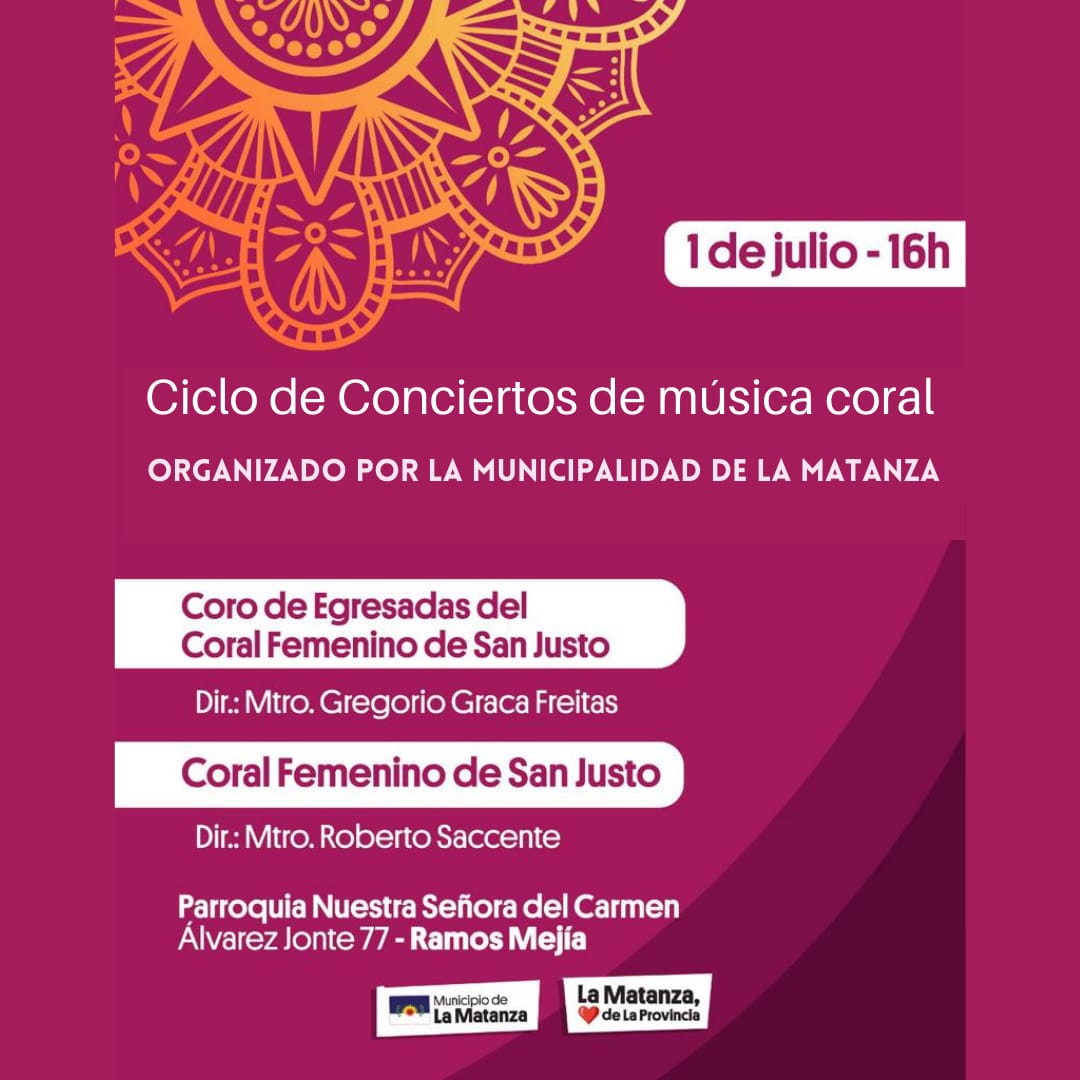 1 de julio - 16h
Ciclo de Conciertos de música coral
ORGANIZADO POR LA MUNICIPALIDAD DE LA MATANZA
Coro de Egresadas del
Coral Femenino de San Justo
Dir.: Mtro. Gregorio Graca Freitas
Coral Femenino de San Justo
Dir.: Mtro. Roberto Saccente
Parroquia Nuestra Señora del Carmen
Álvarez Jonte 77 - Ramos Mejía
Municipio de
La Matanza
La Matanza,
de La Provincia